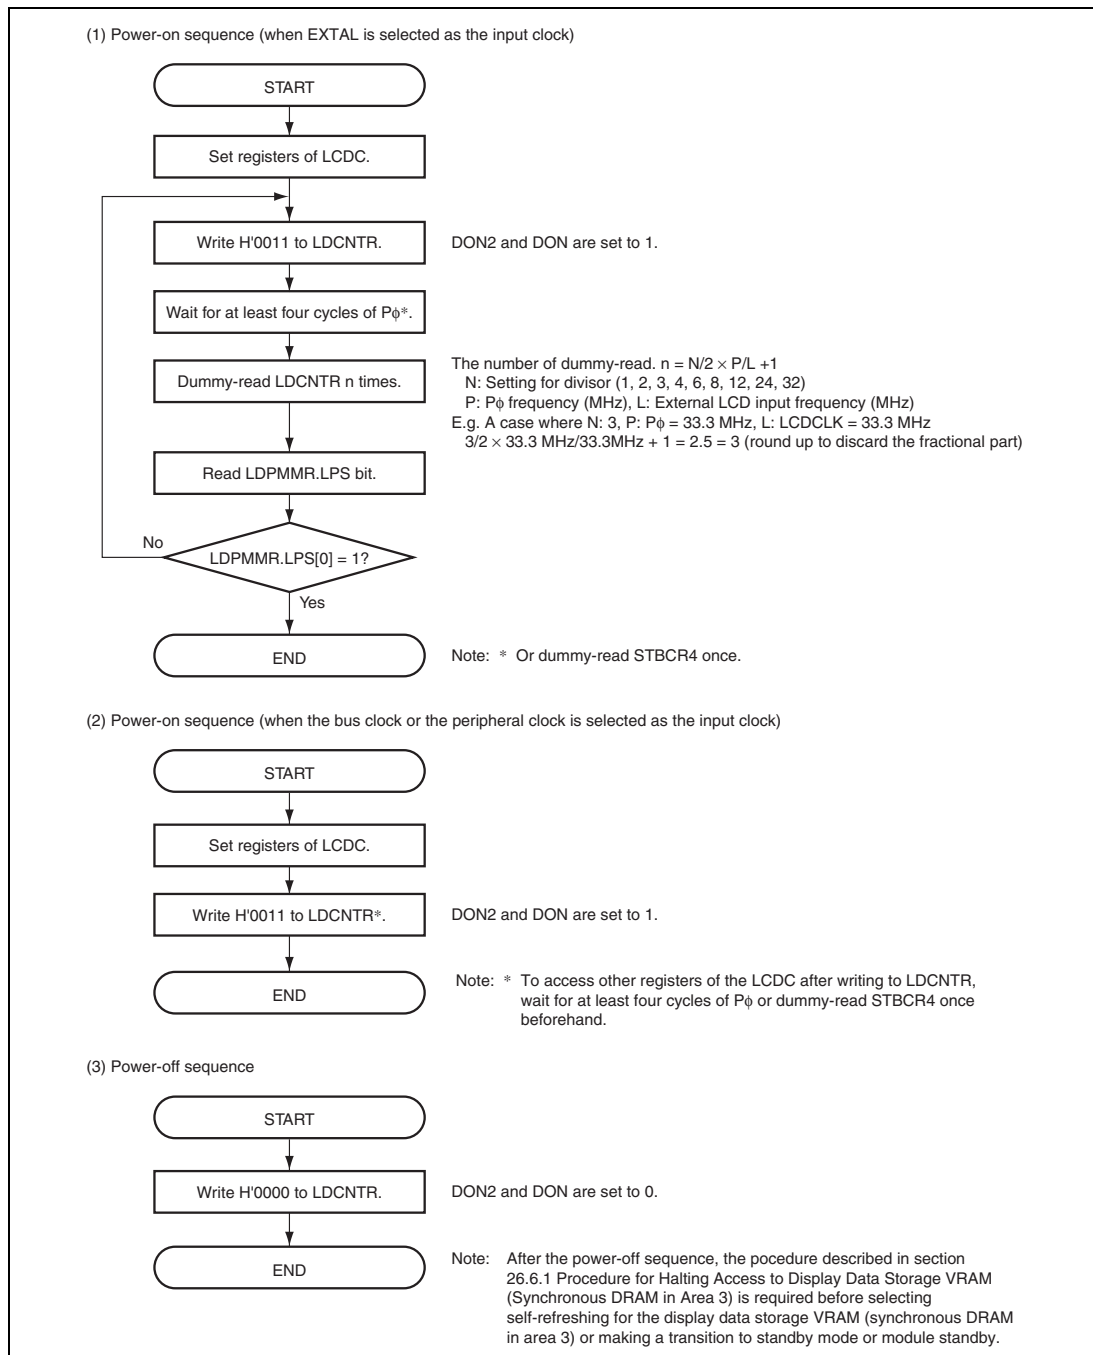 (1) Power-on sequence (when EXTAL is selected as the input clock)
START
Set registers of LCDC.
Write H'0011 to LDCNTR.
DON2 and DON are set to 1.
Wait for at least four cycles of Pφ*.
Dummy-read LDCNTR n times.
The number of dummy-read. n = N/2 × P/L +1
N: Setting for divisor (1, 2, 3, 4, 6, 8, 12, 24, 32)
P: Pφ frequency (MHz), L: External LCD input frequency (MHz)
E.g. A case where N: 3, P: Pφ = 33.3 MHz, L: LCDCLK = 33.3 MHz
3/2 × 33.3 MHz/33.3MHz + 1 = 2.5 = 3 (round up to discard the fractional part)
Read LDPMMR.LPS bit.
No
LDPMMR.LPS[0] = 1?
Yes
END
Note: * Or dummy-read STBCR4 once.
(2) Power-on sequence (when the bus clock or the peripheral clock is selected as the input clock)
START
Set registers of LCDC.
Write H'0011 to LDCNTR*.
DON2 and DON are set to 1.
END
Note: * To access other registers of the LCDC after writing to LDCNTR,
wait for at least four cycles of Pφ or dummy-read STBCR4 once
beforehand.
(3) Power-off sequence
START
Write H'0000 to LDCNTR.
DON2 and DON are set to 0.
END
Note: After the power-off sequence, the pocedure described in section
26.6.1 Procedure for Halting Access to Display Data Storage VRAM
(Synchronous DRAM in Area 3) is required before selecting
self-refreshing for the display data storage VRAM (synchronous DRAM
in area 3) or making a transition to standby mode or module standby.